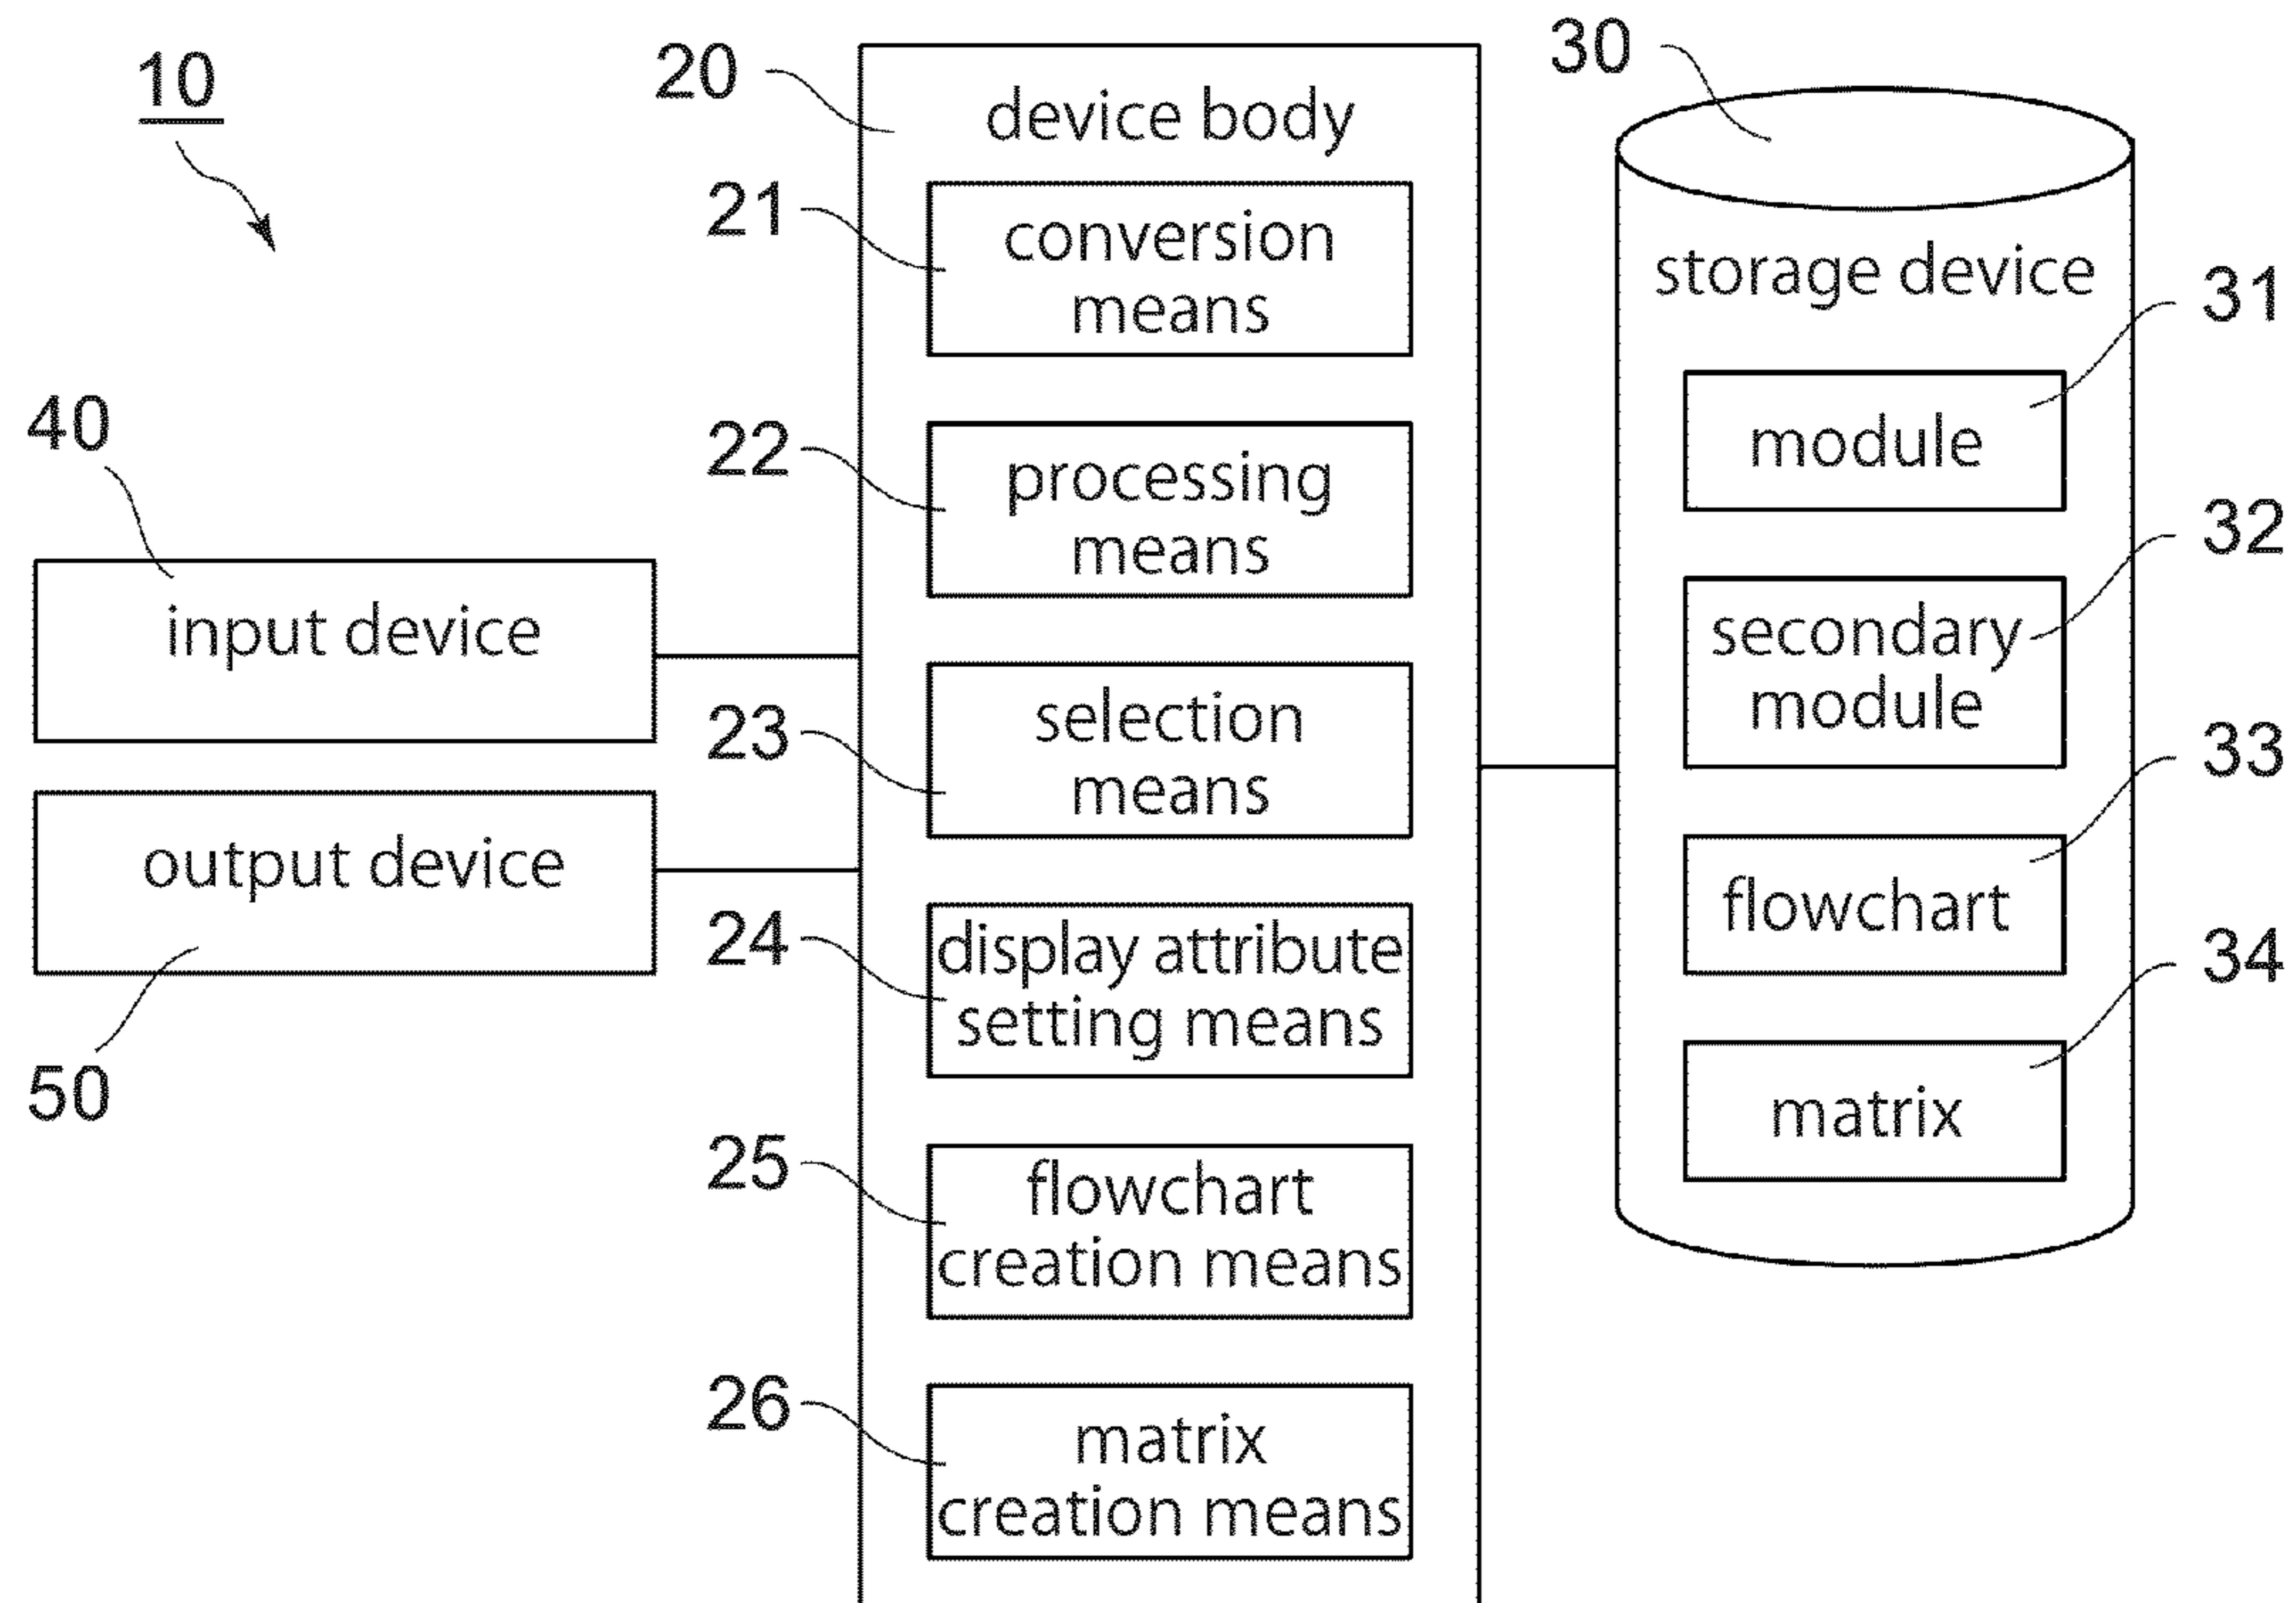 10
20
device body
21
conversion
means
22
processing
means
23
selection
means
24
display attribute
setting means
25
flowchart
creation means
26
matrix
creation means
40
input device
output device
50
30
storage device
31
module
32
secondary
module
33
flowchart
34
matrix